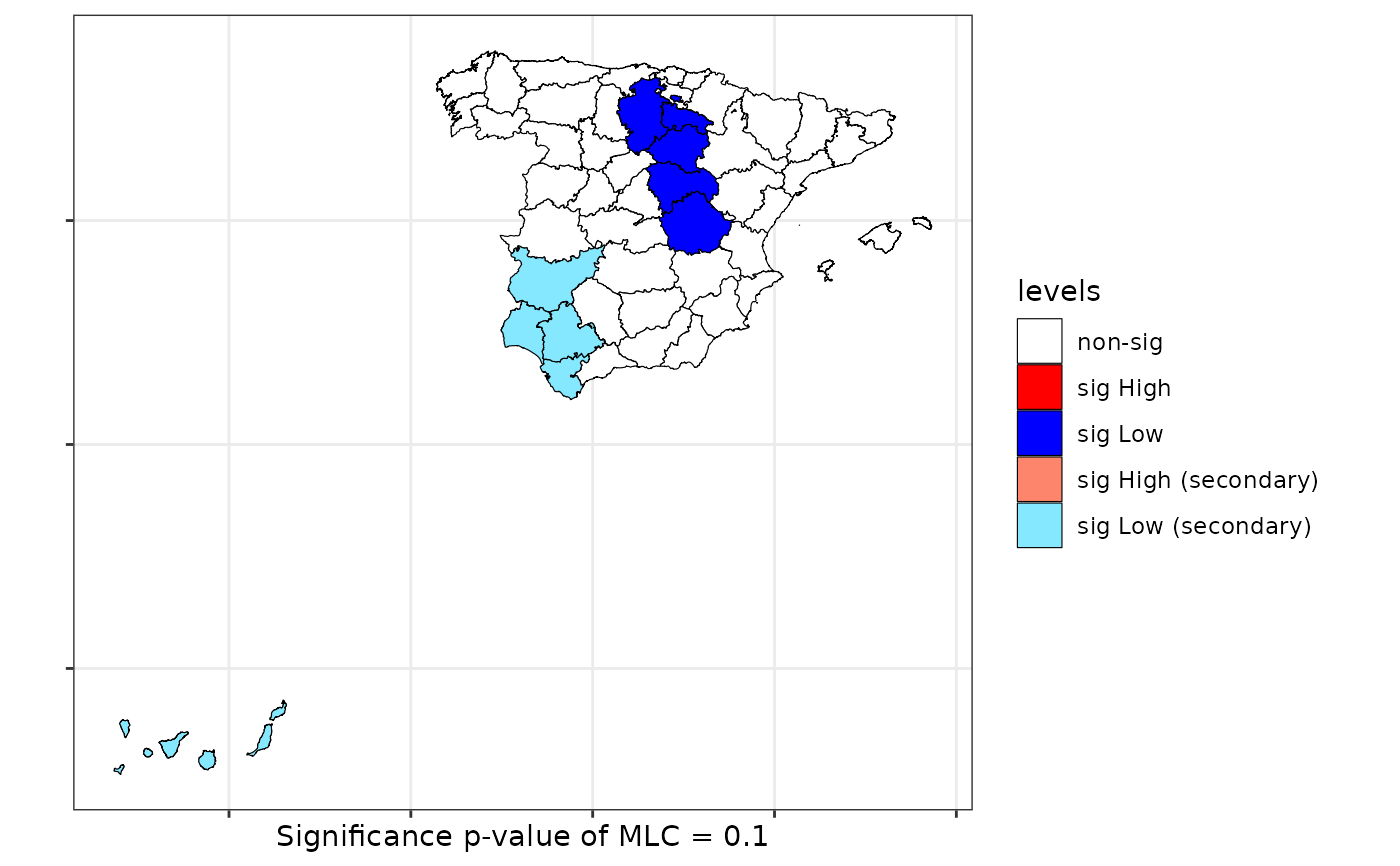 levels
non-sig
sig High
sig Low
sig High (secondary)
sig Low (secondary)
Significance p-value of MLC = 0.1